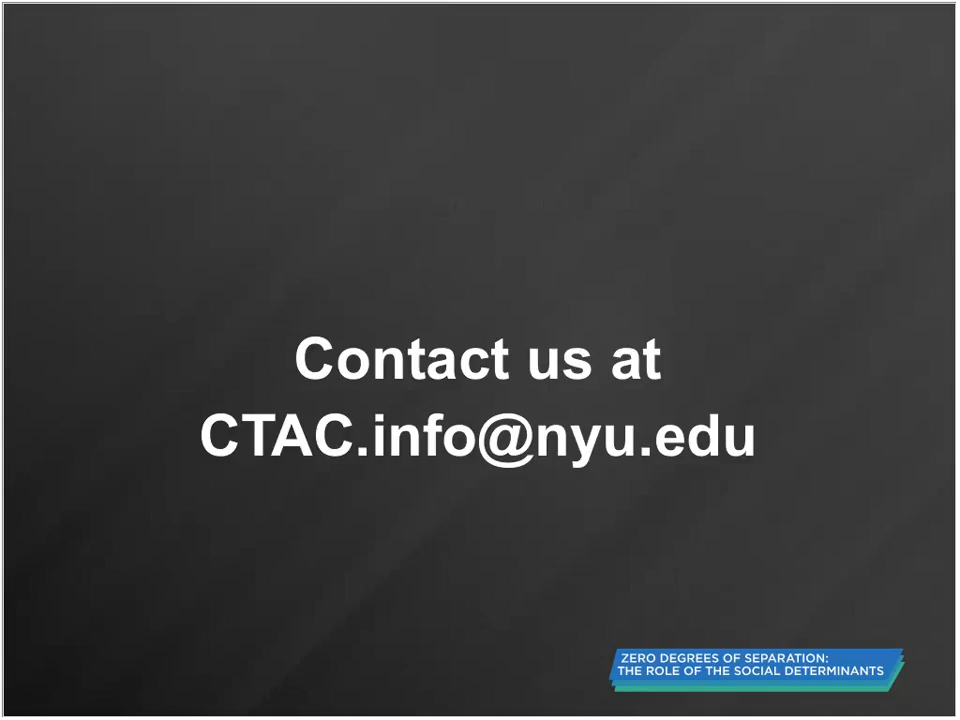 Contact us at
CTAC.info@nyu.edu
ZERO DEGREES OF SEPARATION:
THE ROLE OF THE SOCIAL DETERMINANTS